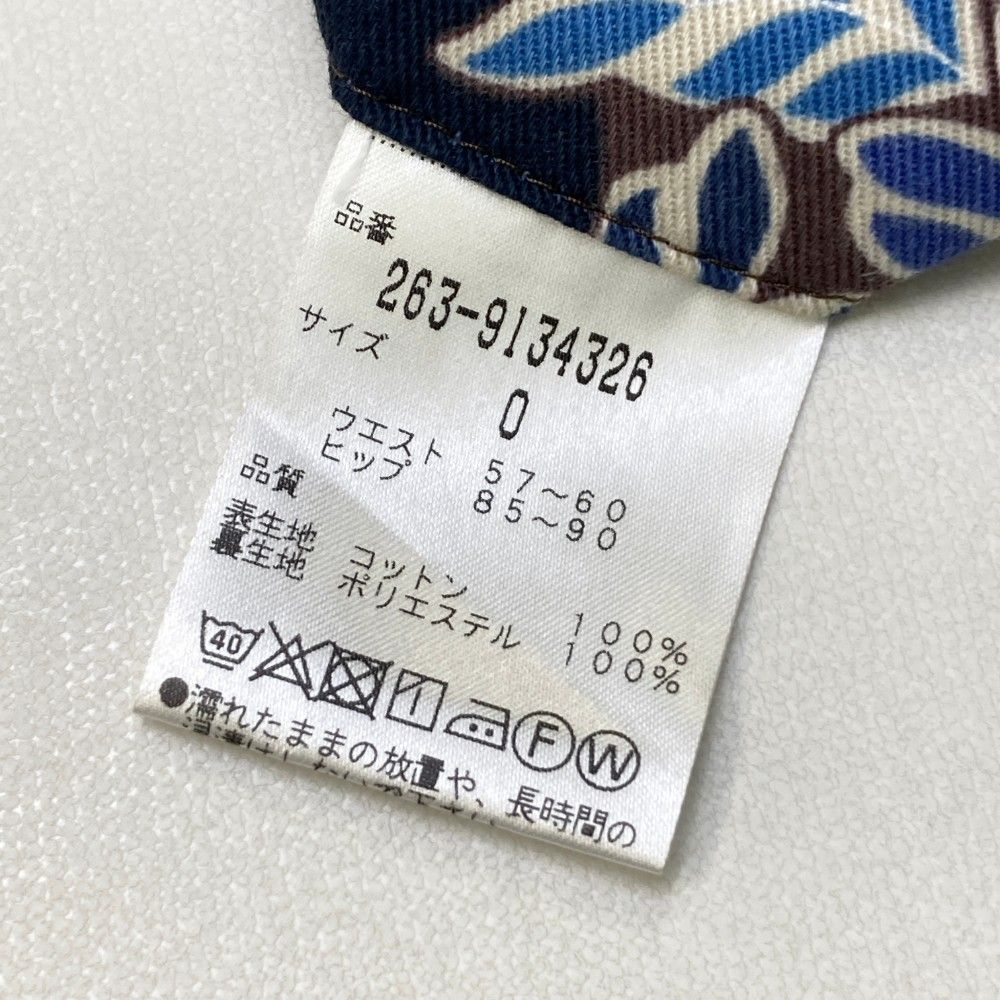 品番
263-9134326
サイズ
0
ウエスト 57～60
ヒップ 85～90
品質
表生地 コットン 100%
裏生地 ポリエステル 100%
40 F W
●濡れたままの放置や、長時間の